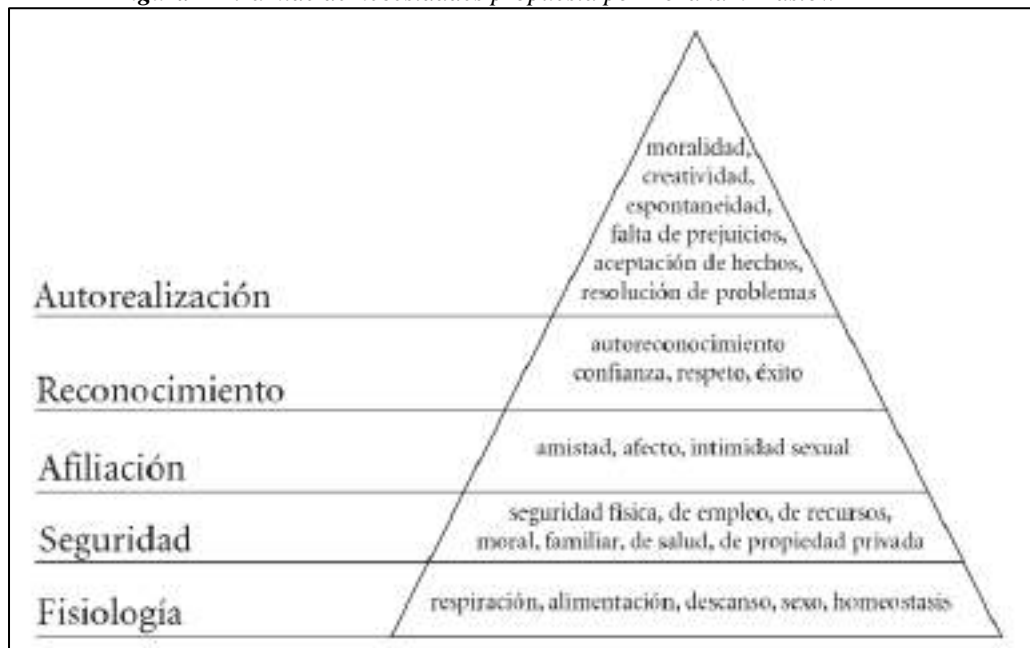 moralidad,
creatividad,
espontaneidad,
falta de prejuicios,
aceptación de hechos,
resolución de problemas
Autorealización
autoreconocimiento
confianza, respeto, éxito
Reconocimiento
amistad, afecto, intimidad sexual
Afiliación
seguridad física, de empleo, de recursos,
moral, familiar, de salud, de propiedad privada
Seguridad
respiración, alimentación, descanso, sexo, homeostasis
Fisiología